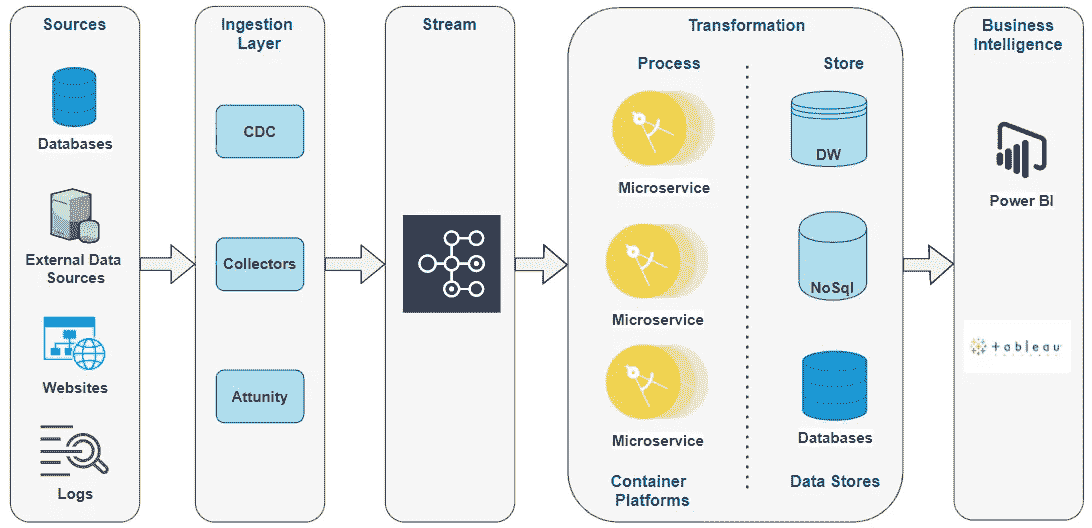 Sources
Databases
External Data
Sources
Websites
Logs
Ingestion
Layer
CDC
Collectors
Attunity
Stream
Transformation
Process
Microservice
Microservice
Microservice
Container
Platforms
Store
DW
NoSql
Databases
Data Stores
Business
Intelligence
Power BI
tableau